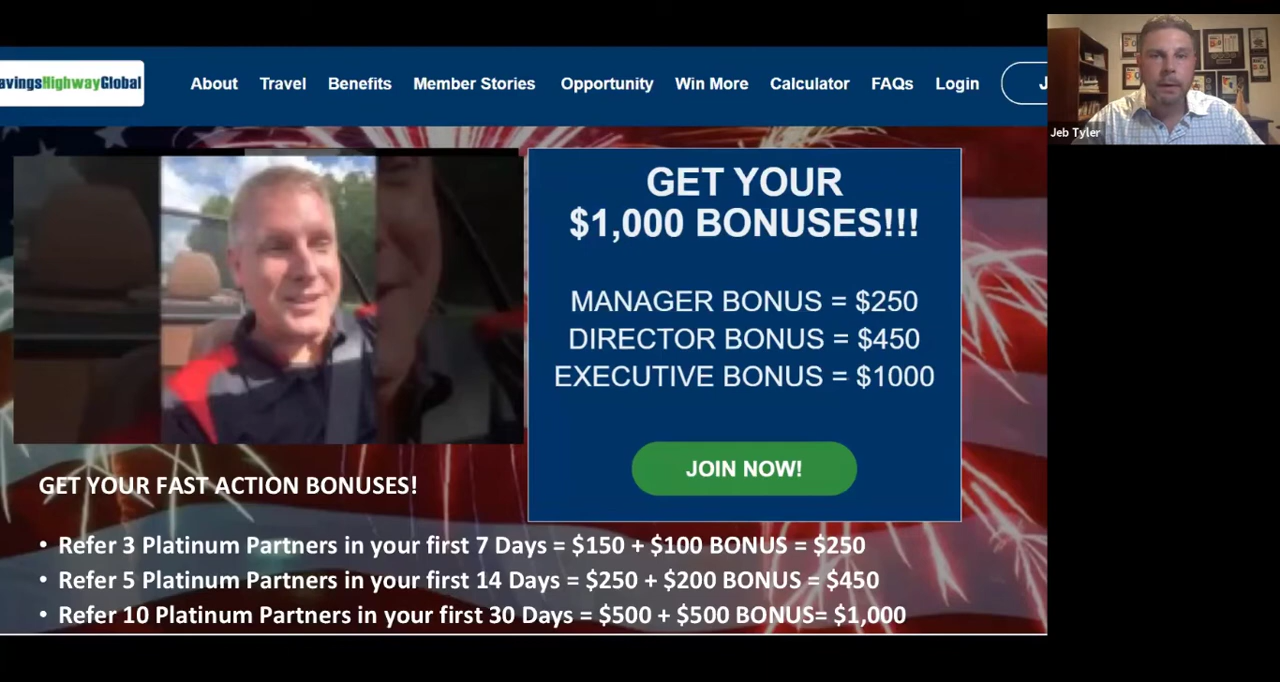 avingsHighwayGlobal
About Travel Benefits Member Stories Opportunity Win More Calculator FAQs Login J
Jeb Tyler
GET YOUR
$1,000 BONUSES!!!
MANAGER BONUS = $250
DIRECTOR BONUS = $450
EXECUTIVE BONUS = $1000
JOIN NOW!
GET YOUR FAST ACTION BONUSES!
• Refer 3 Platinum Partners in your first 7 Days = $150 + $100 BONUS = $250
• Refer 5 Platinum Partners in your first 14 Days = $250 + $200 BONUS = $450
• Refer 10 Platinum Partners in your first 30 Days = $500 + $500 BONUS= $1,000